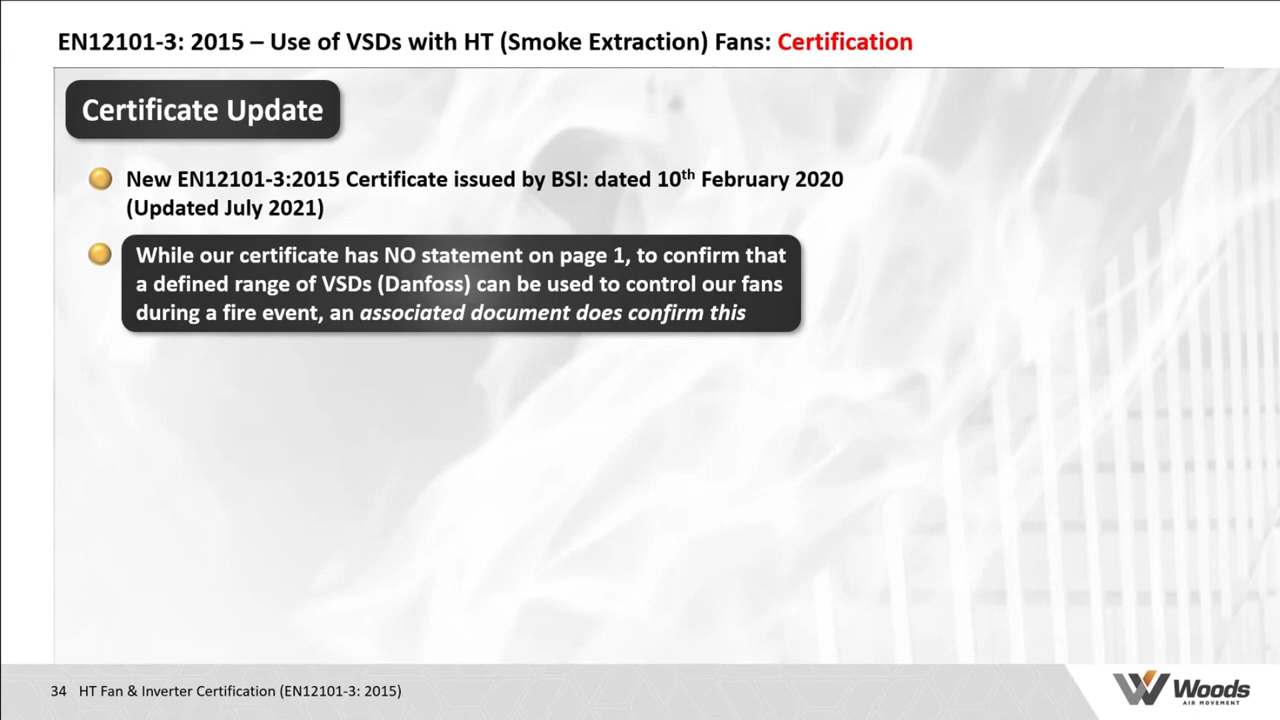 EN12101-3: 2015 – Use of VSDs with HT (Smoke Extraction) Fans: Certification
Certificate Update
New EN12101-3:2015 Certificate issued by BSI: dated 10th February 2020
(Updated July 2021)
While our certificate has NO statement on page 1, to confirm that
a defined range of VSDs (Danfoss) can be used to control our fans
during a fire event, an associated document does confirm this
34 HT Fan & Inverter Certification (EN12101-3: 2015)
Woods
AIR MOVEMENT